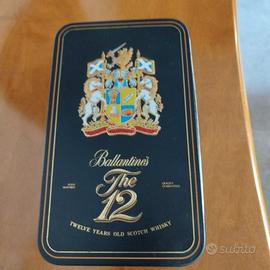 Ballantine's
The
12
TWELVE YEARS OLD SCOTCH WHISKY
subito